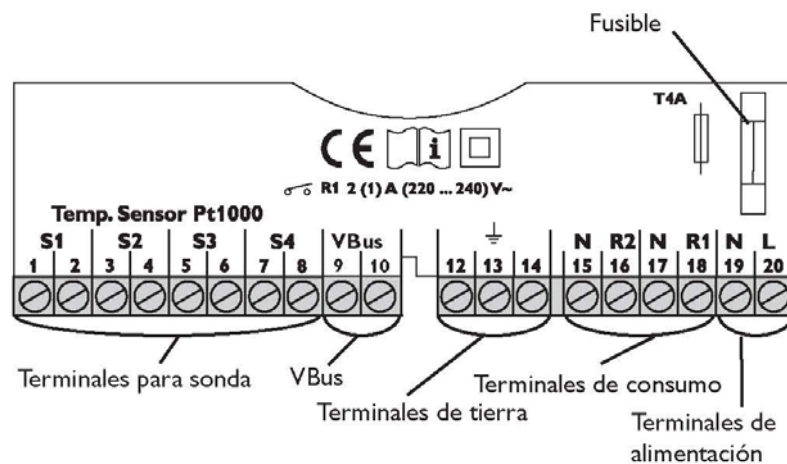 Fusible
T4A
CE i
R1 2 (1) A (220 ... 240) V~
Temp. Sensor Pt1000
S1 S2 S3 S4 VBus N R2 N R1 N L
1 2 3 4 5 6 7 8 9 10 12 13 14 15 16 17 18 19 20
Terminales para sonda
VBus
Terminales de tierra
Terminales de consumo
Terminales de
alimentación